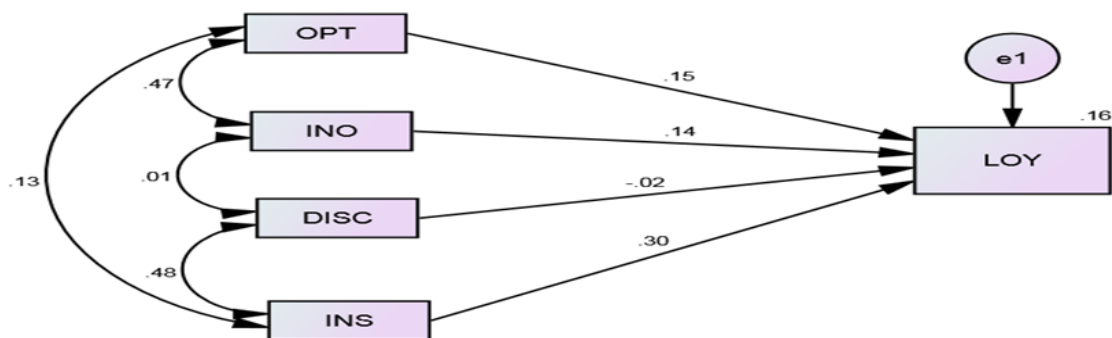 OPT
e1
.15
.47
.16
INO
.14
LOY
.13
.01
-.02
DISC
.30
.48
INS